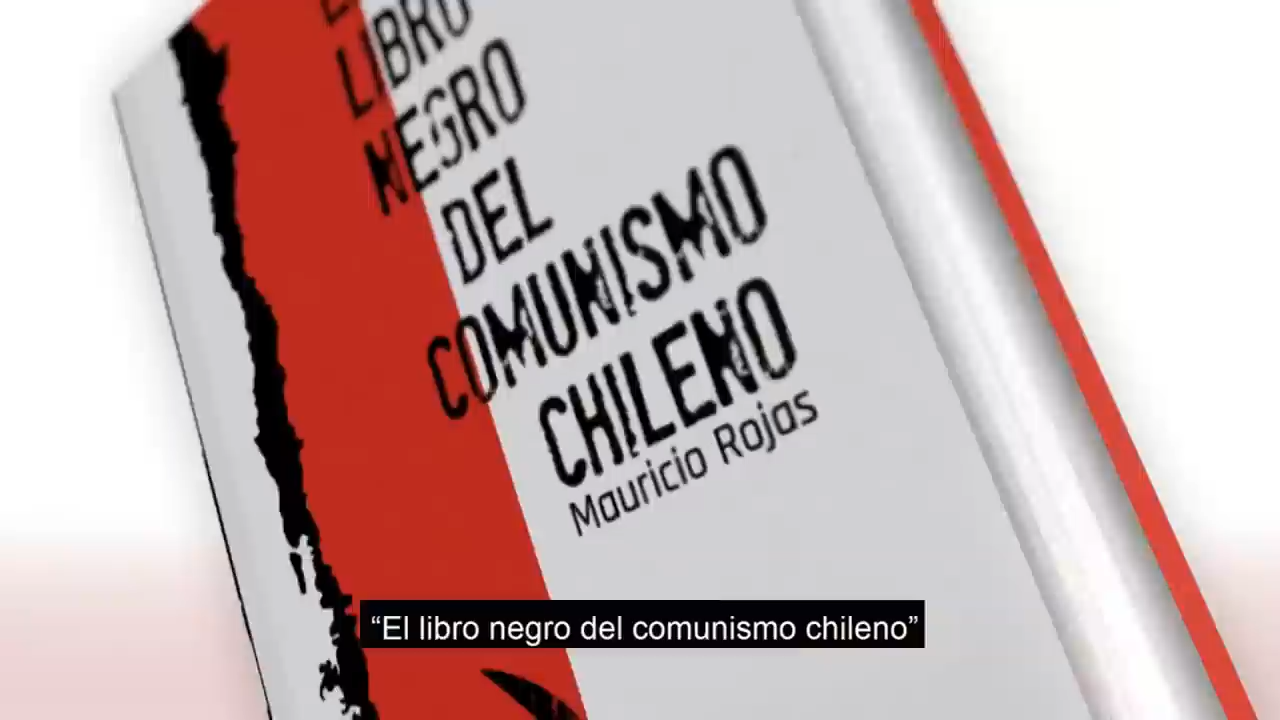 LIBRO
NEGRO
DEL
COMUNISMO
CHILENO
Mauricio Rojas
“El libro negro del comunismo chileno”